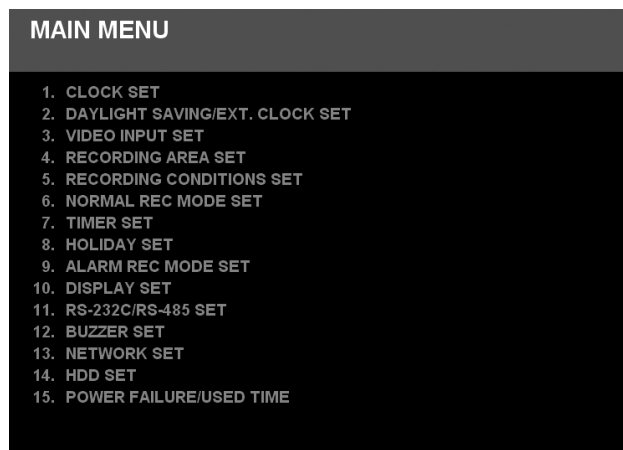 MAIN MENU
1. CLOCK SET
2. DAYLIGHT SAVING/EXT. CLOCK SET
3. VIDEO INPUT SET
4. RECORDING AREA SET
5. RECORDING CONDITIONS SET
6. NORMAL REC MODE SET
7. TIMER SET
8. HOLIDAY SET
9. ALARM REC MODE SET
10. DISPLAY SET
11. RS-232C/RS-485 SET
12. BUZZER SET
13. NETWORK SET
14. HDD SET
15. POWER FAILURE/USED TIME